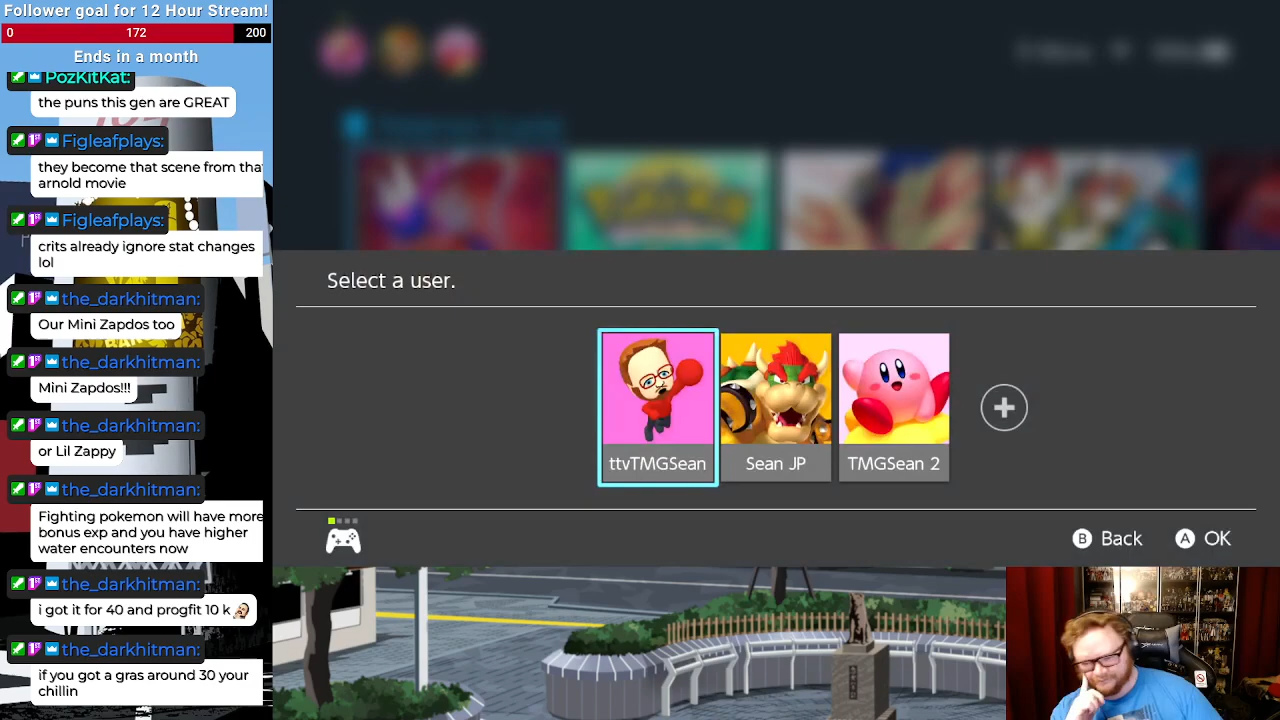 Follower goal for 12 Hour Stream!
0 172 200
Ends in a month
PozKitKat:
the puns this gen are GREAT
Figleafplays:
they become that scene from tha
arnold movie
Figleafplays:
crits already ignore stat changes
lol
the_darkhitman:
Our Mini Zapdos too
the_darkhitman:
Mini Zapdos!!!
the_darkhitman:
or Lil Zappy
the_darkhitman:
Fighting pokemon will have more
bonus exp and you have higher
water encounters now
the_darkhitman:
i got it for 40 and progfit 10 k
the_darkhitman:
if you got a gras around 30 your
chillin
Select a user.
ttvTMGSean
Sean JP
TMGSean 2
B Back
A OK